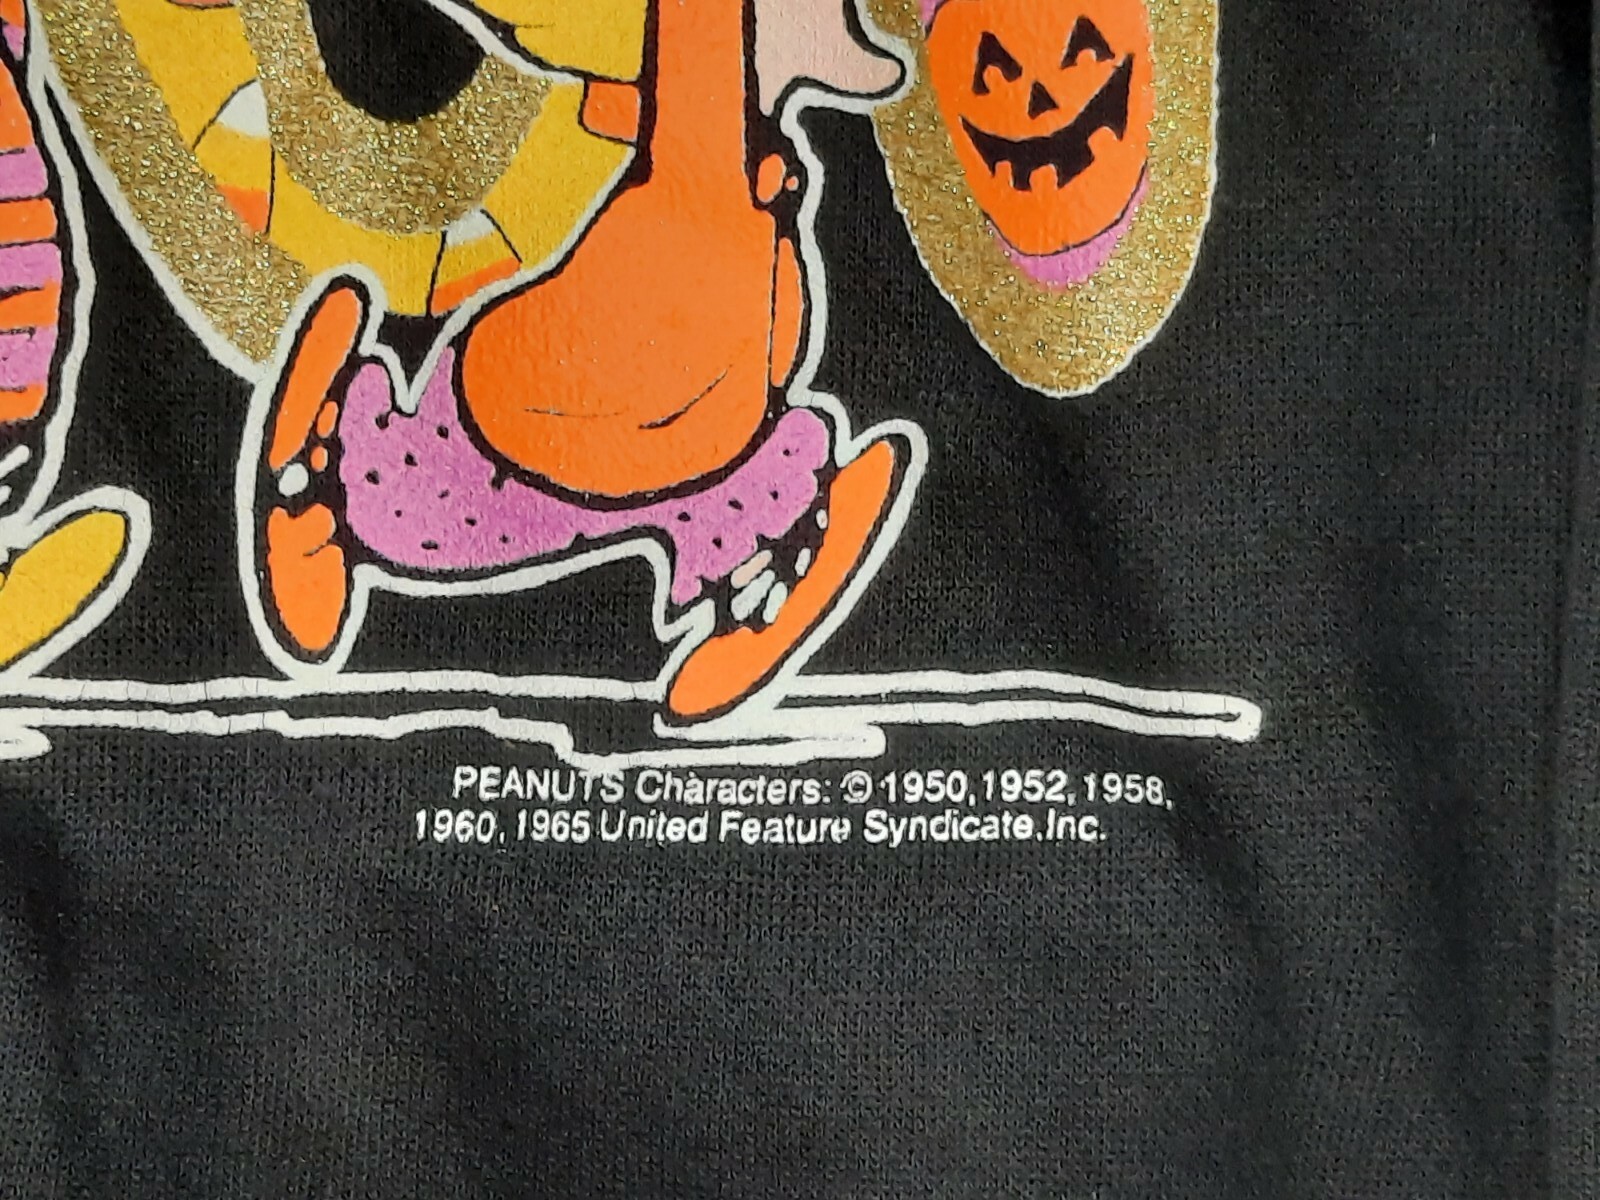 PEANUTS Characters: © 1950, 1952, 1958,
1960, 1965 United Feature Syndicate, Inc.